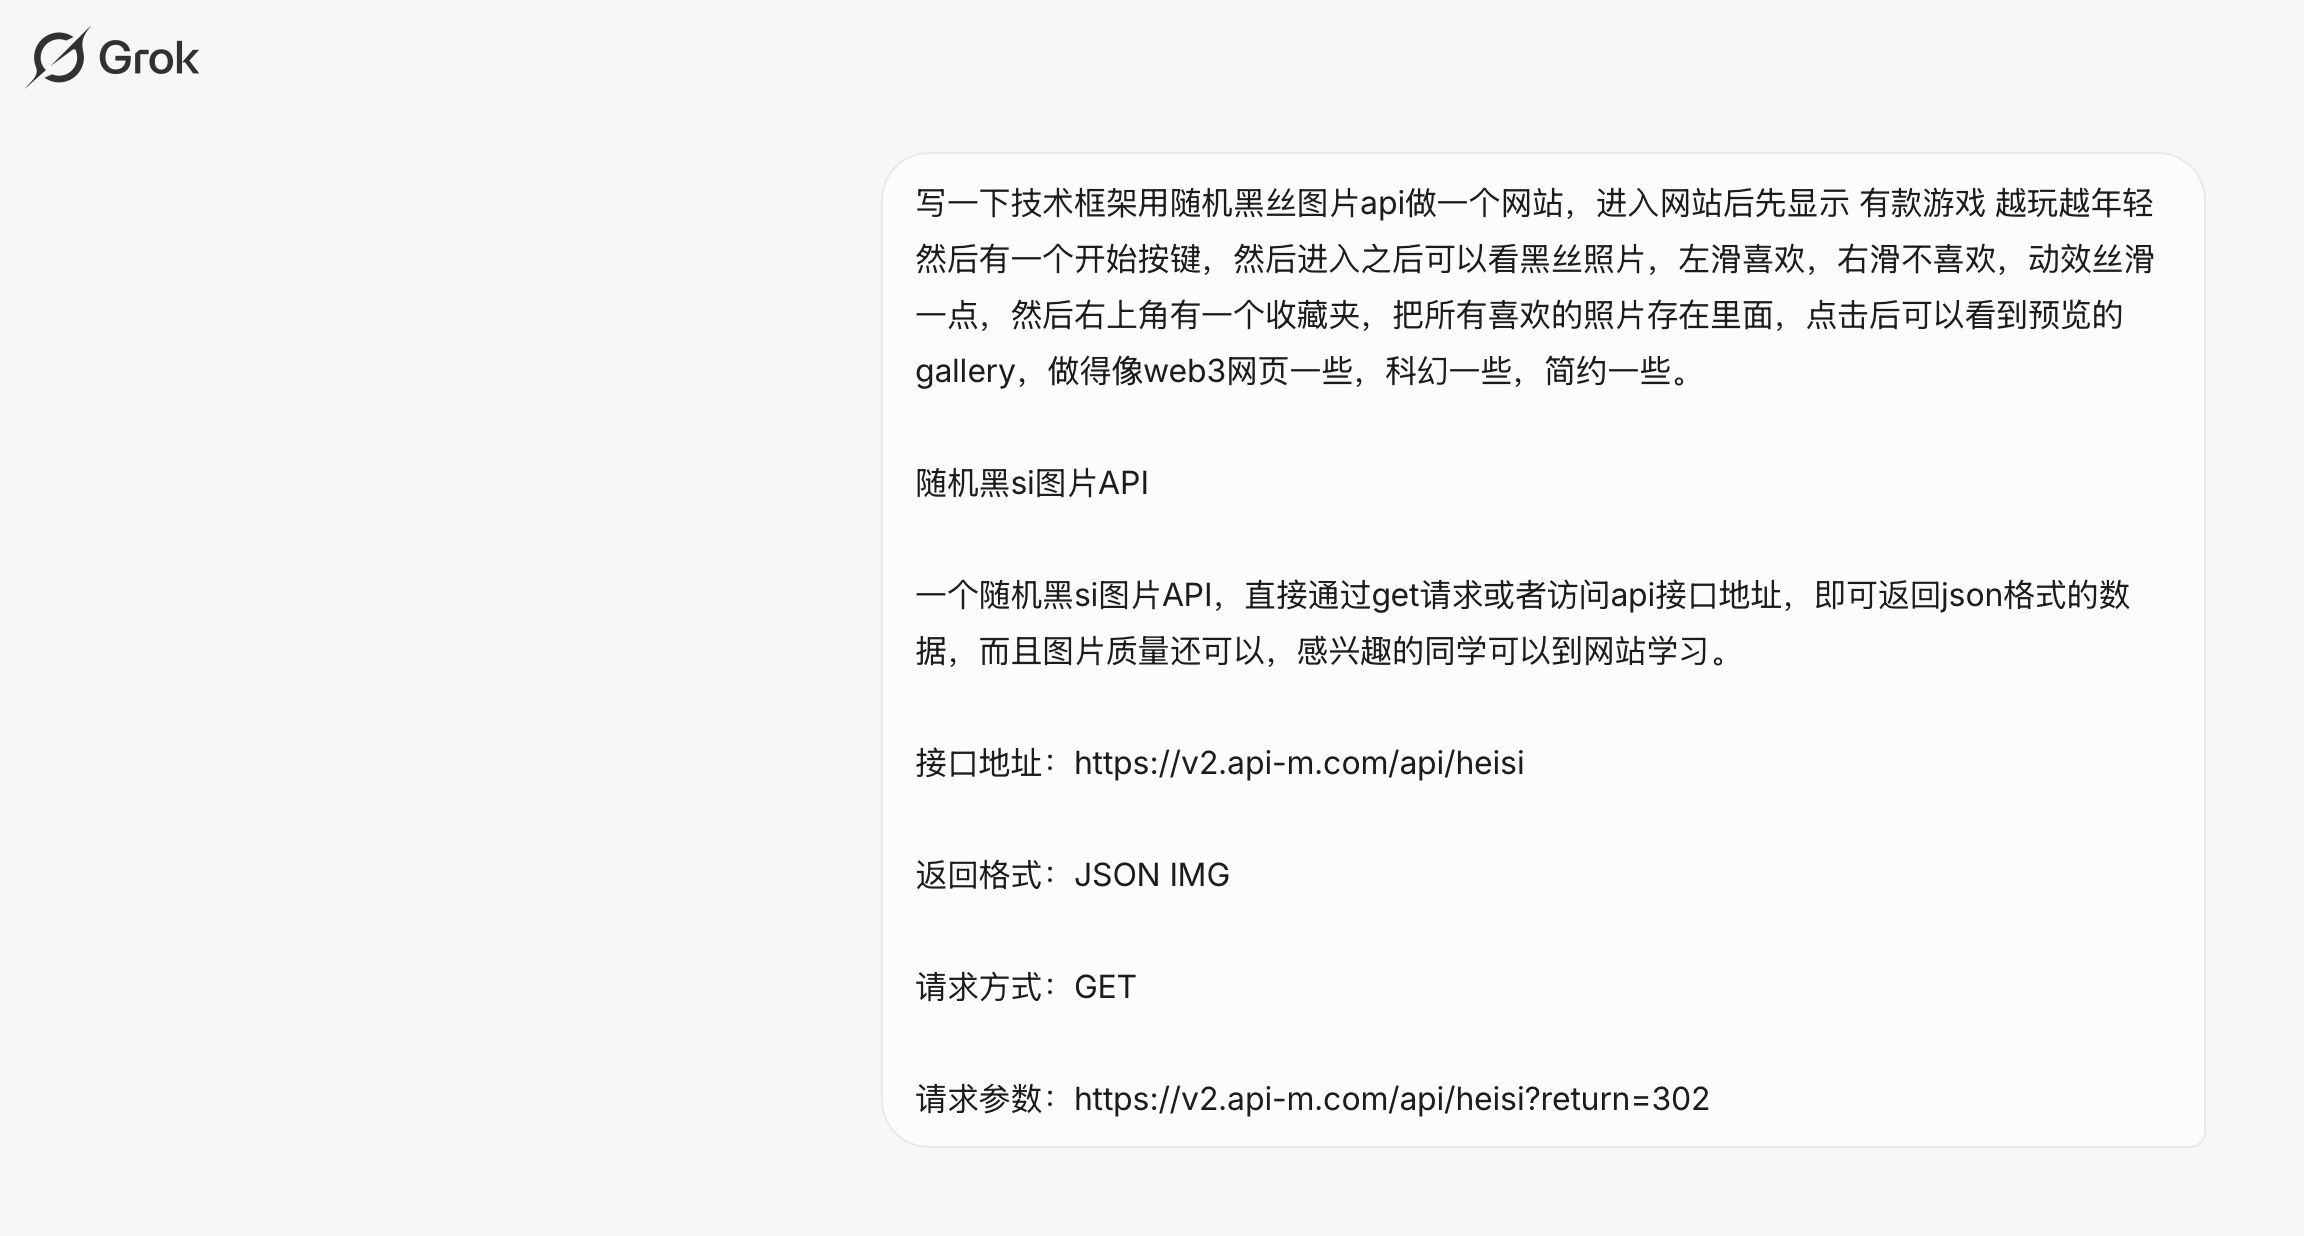 Grok
写一下技术框架用随机黑丝图片api做一个网站，进入网站后先显示 有款游戏 越玩越年轻
然后有一个开始按键，然后进入之后可以看黑丝照片，左滑喜欢，右滑不喜欢，动效丝滑
一点，然后右上角有一个收藏夹，把所有喜欢的照片存在里面，点击后可以看到预览的
gallery，做得像web3网页一些，科幻一些，简约一些。
随机黑si图片API
一个随机黑si图片API，直接通过get请求或者访问api接口地址，即可返回json格式的数
据，而且图片质量还可以，感兴趣的同学可以到网站学习。
接口地址：https://v2.api-m.com/api/heisi
返回格式：JSON IMG
请求方式：GET
请求参数：https://v2.api-m.com/api/heisi?return=302